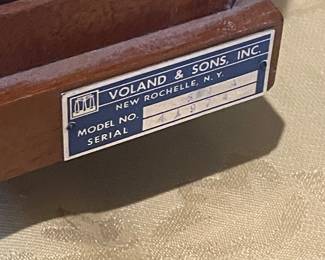 VOLAND & SONS, INC.
NEW ROCHELLE, N. Y.
MODEL NO.
SERIAL